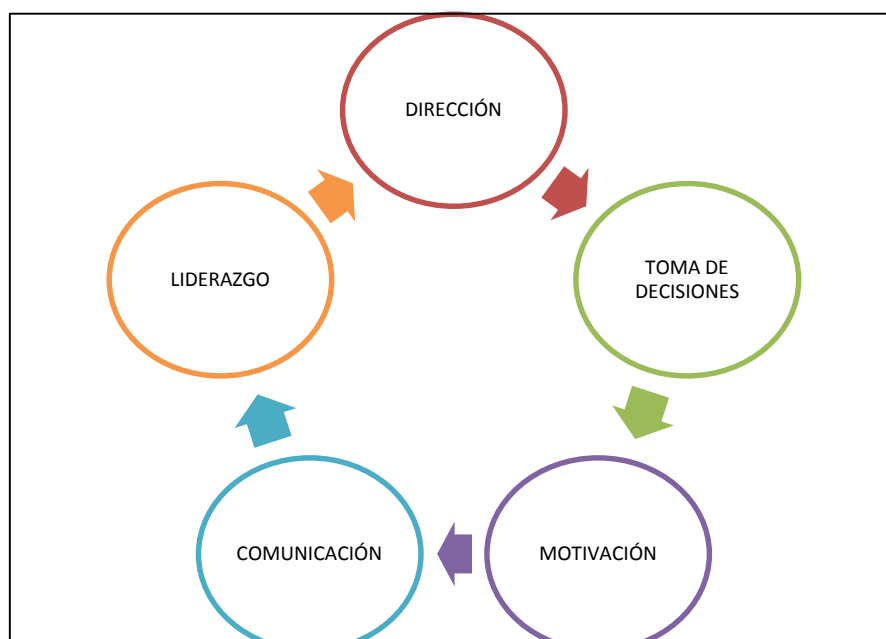 DIRECCIÓN
TOMA DE
DECISIONES
MOTIVACIÓN
COMUNICACIÓN
LIDERAZGO